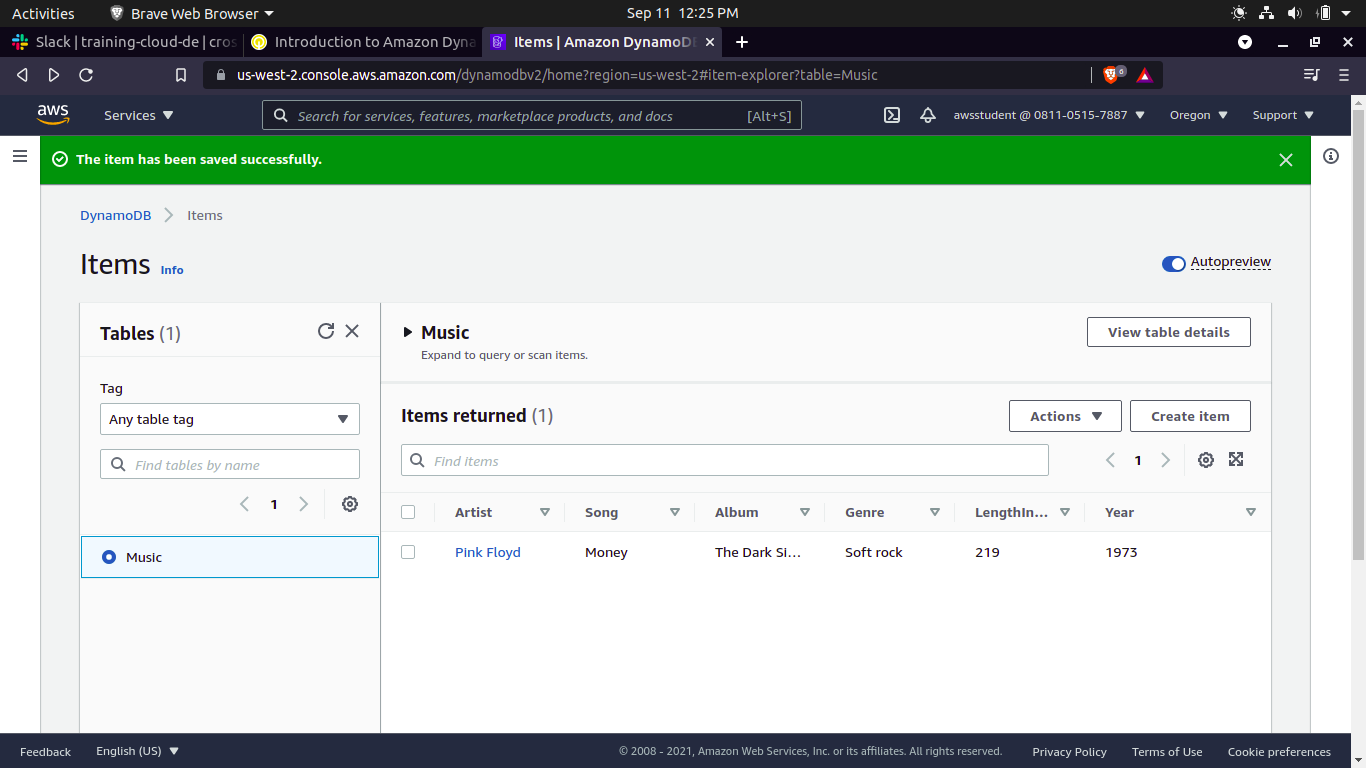 Activities Brave Web Browser Sep 11 12:25 PM
Slack | training-cloud-de | cros Introduction to Amazon Dyna Items | Amazon DynamoDB
us-west-2.console.aws.amazon.com/dynamodbv2/home?region=us-west-2#item-explorer?table=Music 6
aws Services Search for services, features, marketplace products, and docs [Alt+S] awsstudent @ 0811-0515-7887 Oregon Support
The item has been saved successfully.
DynamoDB Items
Items Info Autopreview
Tables (1)
Tag
Any table tag
Find tables by name
1
Music
Music View table details
Expand to query or scan items.
Items returned (1) Actions Create item
Find items 1
Artist Song Album Genre LengthIn... Year
Pink Floyd Money The Dark Si... Soft rock 219 1973
Feedback English (US) © 2008 - 2021, Amazon Web Services, Inc. or its affiliates. All rights reserved. Privacy Policy Terms of Use Cookie preferences